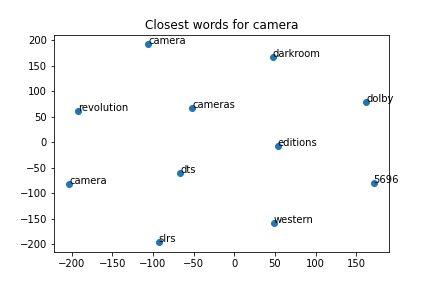 Closest words for camera
200
150
100
50
0
−50
−100
−150
−200
camera
darkroom
dolby
revolution
cameras
editions
dts
camera
5696
western
slrs
−200 −150 −100 −50 0 50 100 150